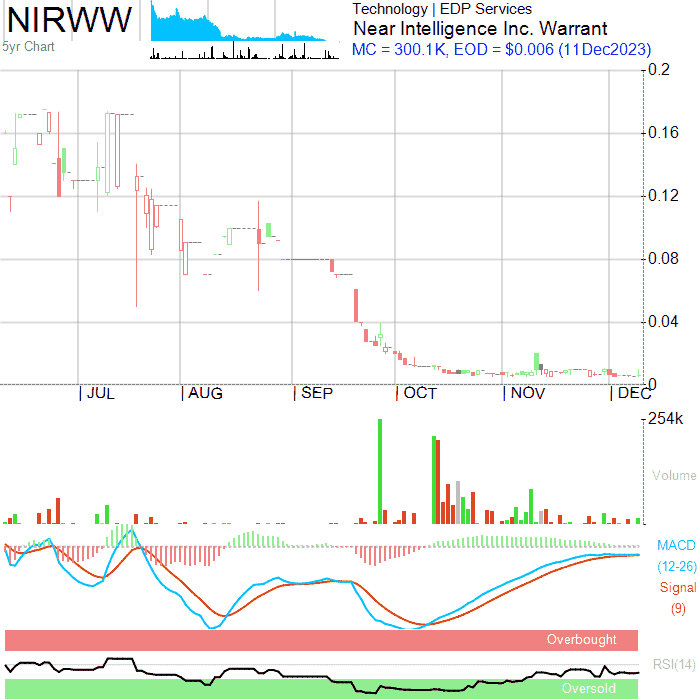 NIRWW
5yr Chart
Technology | EDP Services
Near Intelligence Inc. Warrant
MC = 300.1K, EOD = $0.006 (11Dec2023)
0.2
0.16
0.12
0.08
0.04
0
JUL AUG SEP OCT NOV DEC
254k
Volume
MACD
(12-26)
Signal
(9)
Overbought
RSI(14)
Oversold